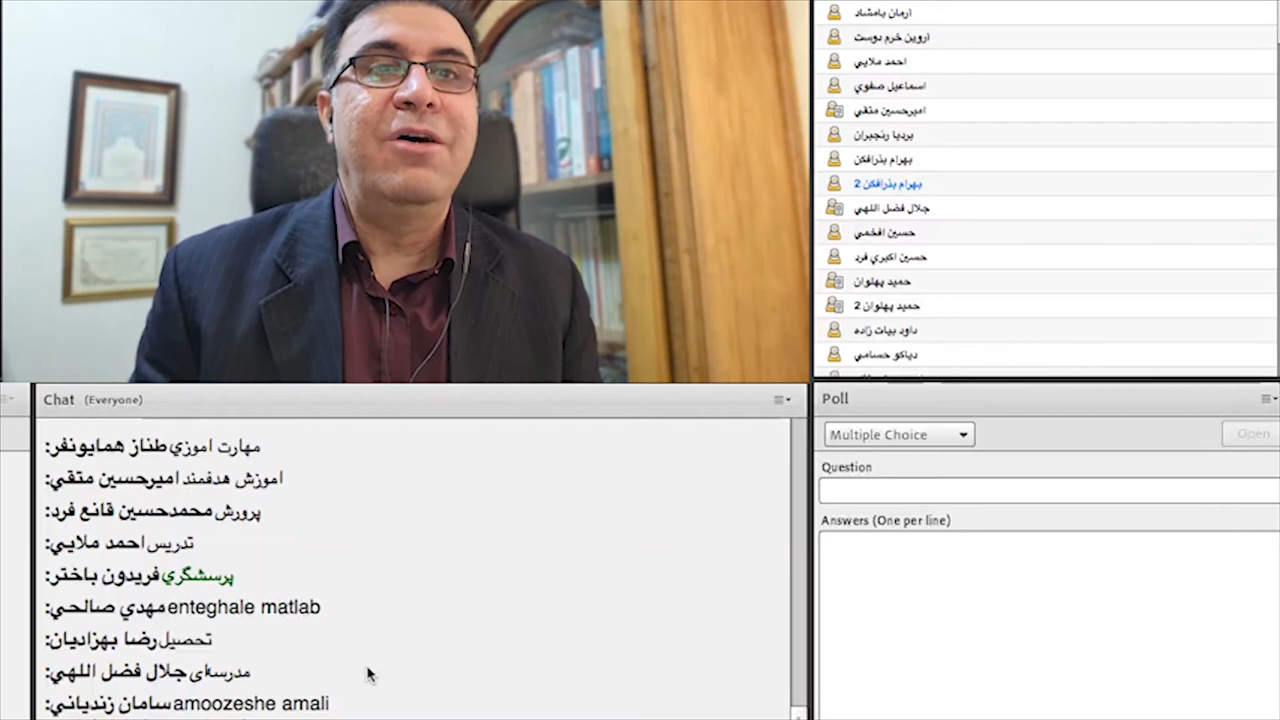 ارمان بامشاد
اروين خرم دوست
احمد ملايي
اسماعيل صفوي
اميرحسين متقي
برديا رنجبران
بهرام بذرافكن
بهرام بذرافكن 2
جلال فضل اللهي
حسين افخمي
حسين اكبري فرد
حميد پهلوان
حميد پهلوان 2
داود بيات زاده
دياكو حسامي
Chat (Everyone)
طناز همايونفر: مهارت اموزي
اميرحسين متقي: اموزش هدفمند
محمدحسين قانع فرد: پرورش
احمد ملايي: تدريس
فريدون باختر: پرسشگري
مهدي صالحي: enteghale matlab
رضا بهزاديان: تحصیل
جلال فضل اللهي: مدرسه‌ای
سامان زندياني: amoozeshe amali
Poll
Multiple Choice
Open
Question
Answers (One per line)